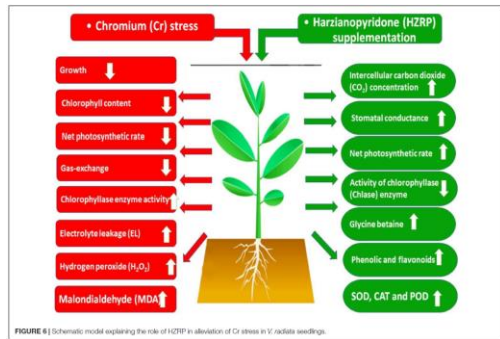 • Chromium (Cr) stress
• Harzianopyridone (HZRP)
supplementation
Growth
Chlorophyll content
Net photosynthetic rate
Gas-exchange
Chlorophyllase enzyme activity
Electrolyte leakage (EL)
Hydrogen peroxide (H₂O₂)
Malondialdehyde (MDA)
Intercellular carbon dioxide
(CO₂) concentration
Stomatal conductance
Net photosynthetic rate
Activity of chlorophyllase
(Chlase) enzyme
Glycine betaine
Phenolic and flavonoids
SOD, CAT and POD
FIGURE 6 | Schematic model explaining the role of HZRP in alleviation of Cr stress in V. radiata seedlings.